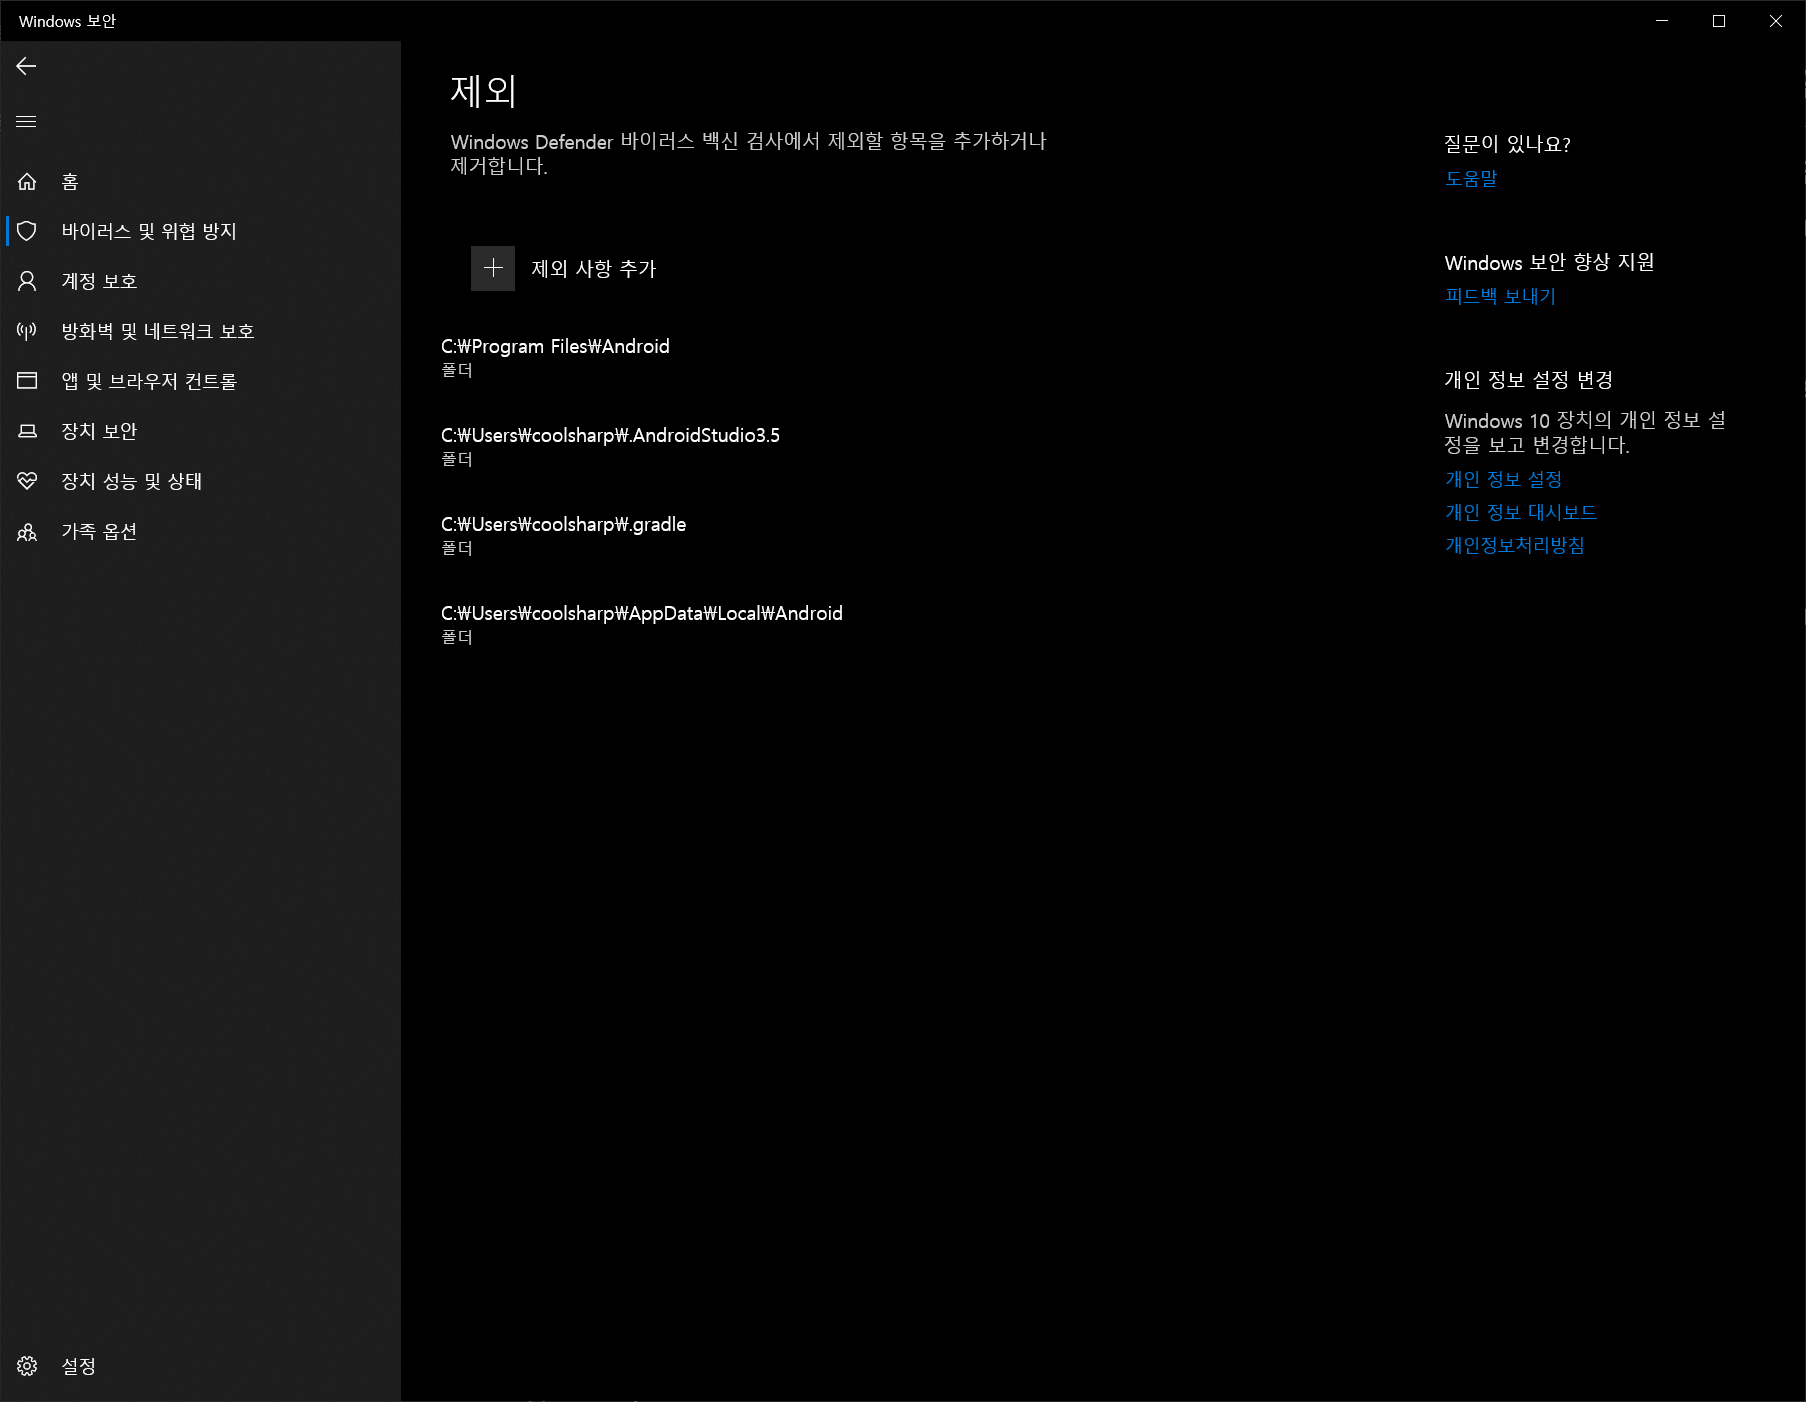 Windows 보안
홈
바이러스 및 위협 방지
계정 보호
방화벽 및 네트워크 보호
앱 및 브라우저 컨트롤
장치 보안
장치 성능 및 상태
가족 옵션
설정
제외
Windows Defender 바이러스 백신 검사에서 제외할 항목을 추가하거나
제거합니다.
제외 사항 추가
C:₩Program Files₩Android
폴더
C:₩Users₩coolsharp₩.AndroidStudio3.5
폴더
C:₩Users₩coolsharp₩.gradle
폴더
C:₩Users₩coolsharp₩AppData₩Local₩Android
폴더
질문이 있나요?
도움말
Windows 보안 향상 지원
피드백 보내기
개인 정보 설정 변경
Windows 10 장치의 개인 정보 설
정을 보고 변경합니다.
개인 정보 설정
개인 정보 대시보드
개인정보처리방침